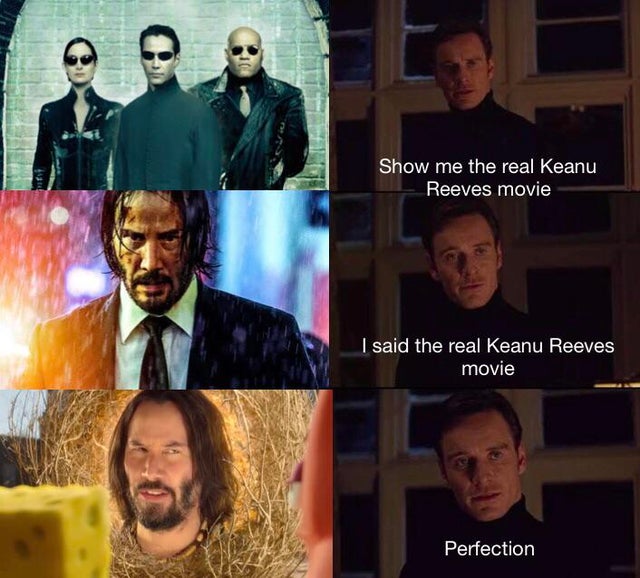 Show me the real Keanu
Reeves movie
I said the real Keanu Reeves
movie
Perfection